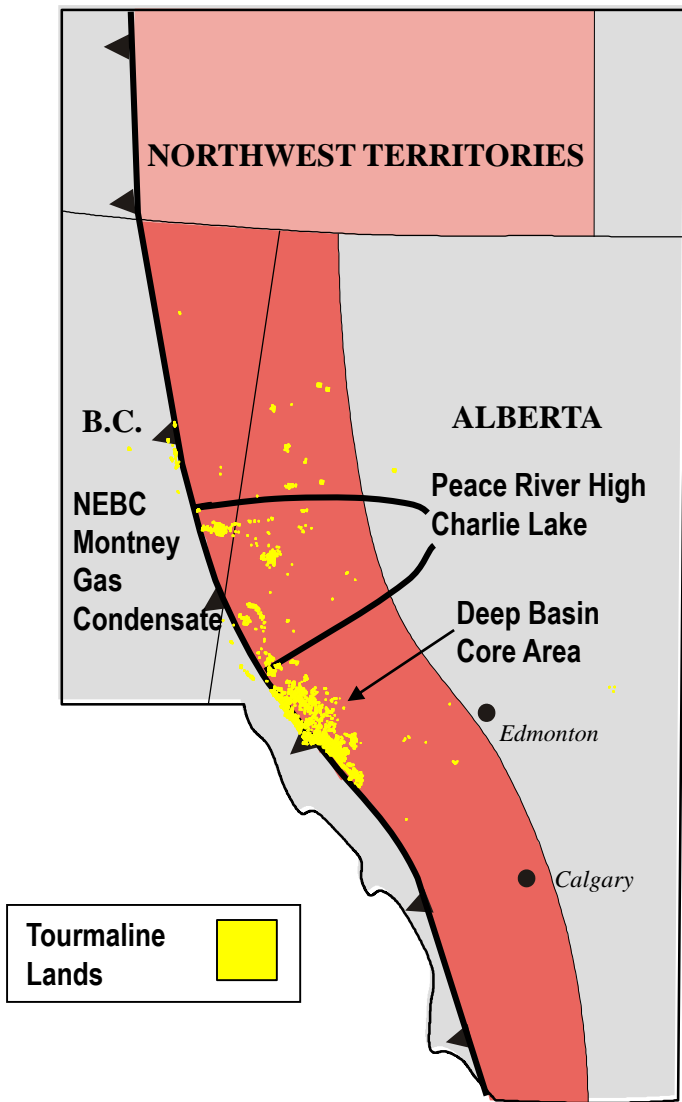 NORTHWEST TERRITORIES
B.C.
ALBERTA
NEBC
Montney
Gas
Condensate
Peace River High
Charlie Lake
Deep Basin
Core Area
Edmonton
Calgary
Tourmaline
Lands